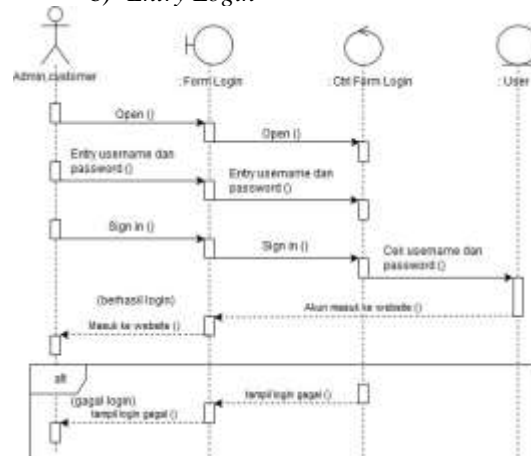 b) Entry Login
Admin,customer
: Form Login
: Ctrl Form Login
: User
Open ()
Open ()
Entry username dan
password ()
Entry username dan
password ()
Sign in ()
Sign in ()
Cek username dan
password ()
(berhasil login)
Akun masuk ke website ()
Masuk ke website ()
alt
(gagal login)
tampil login gagal ()
tampil login gagal ()